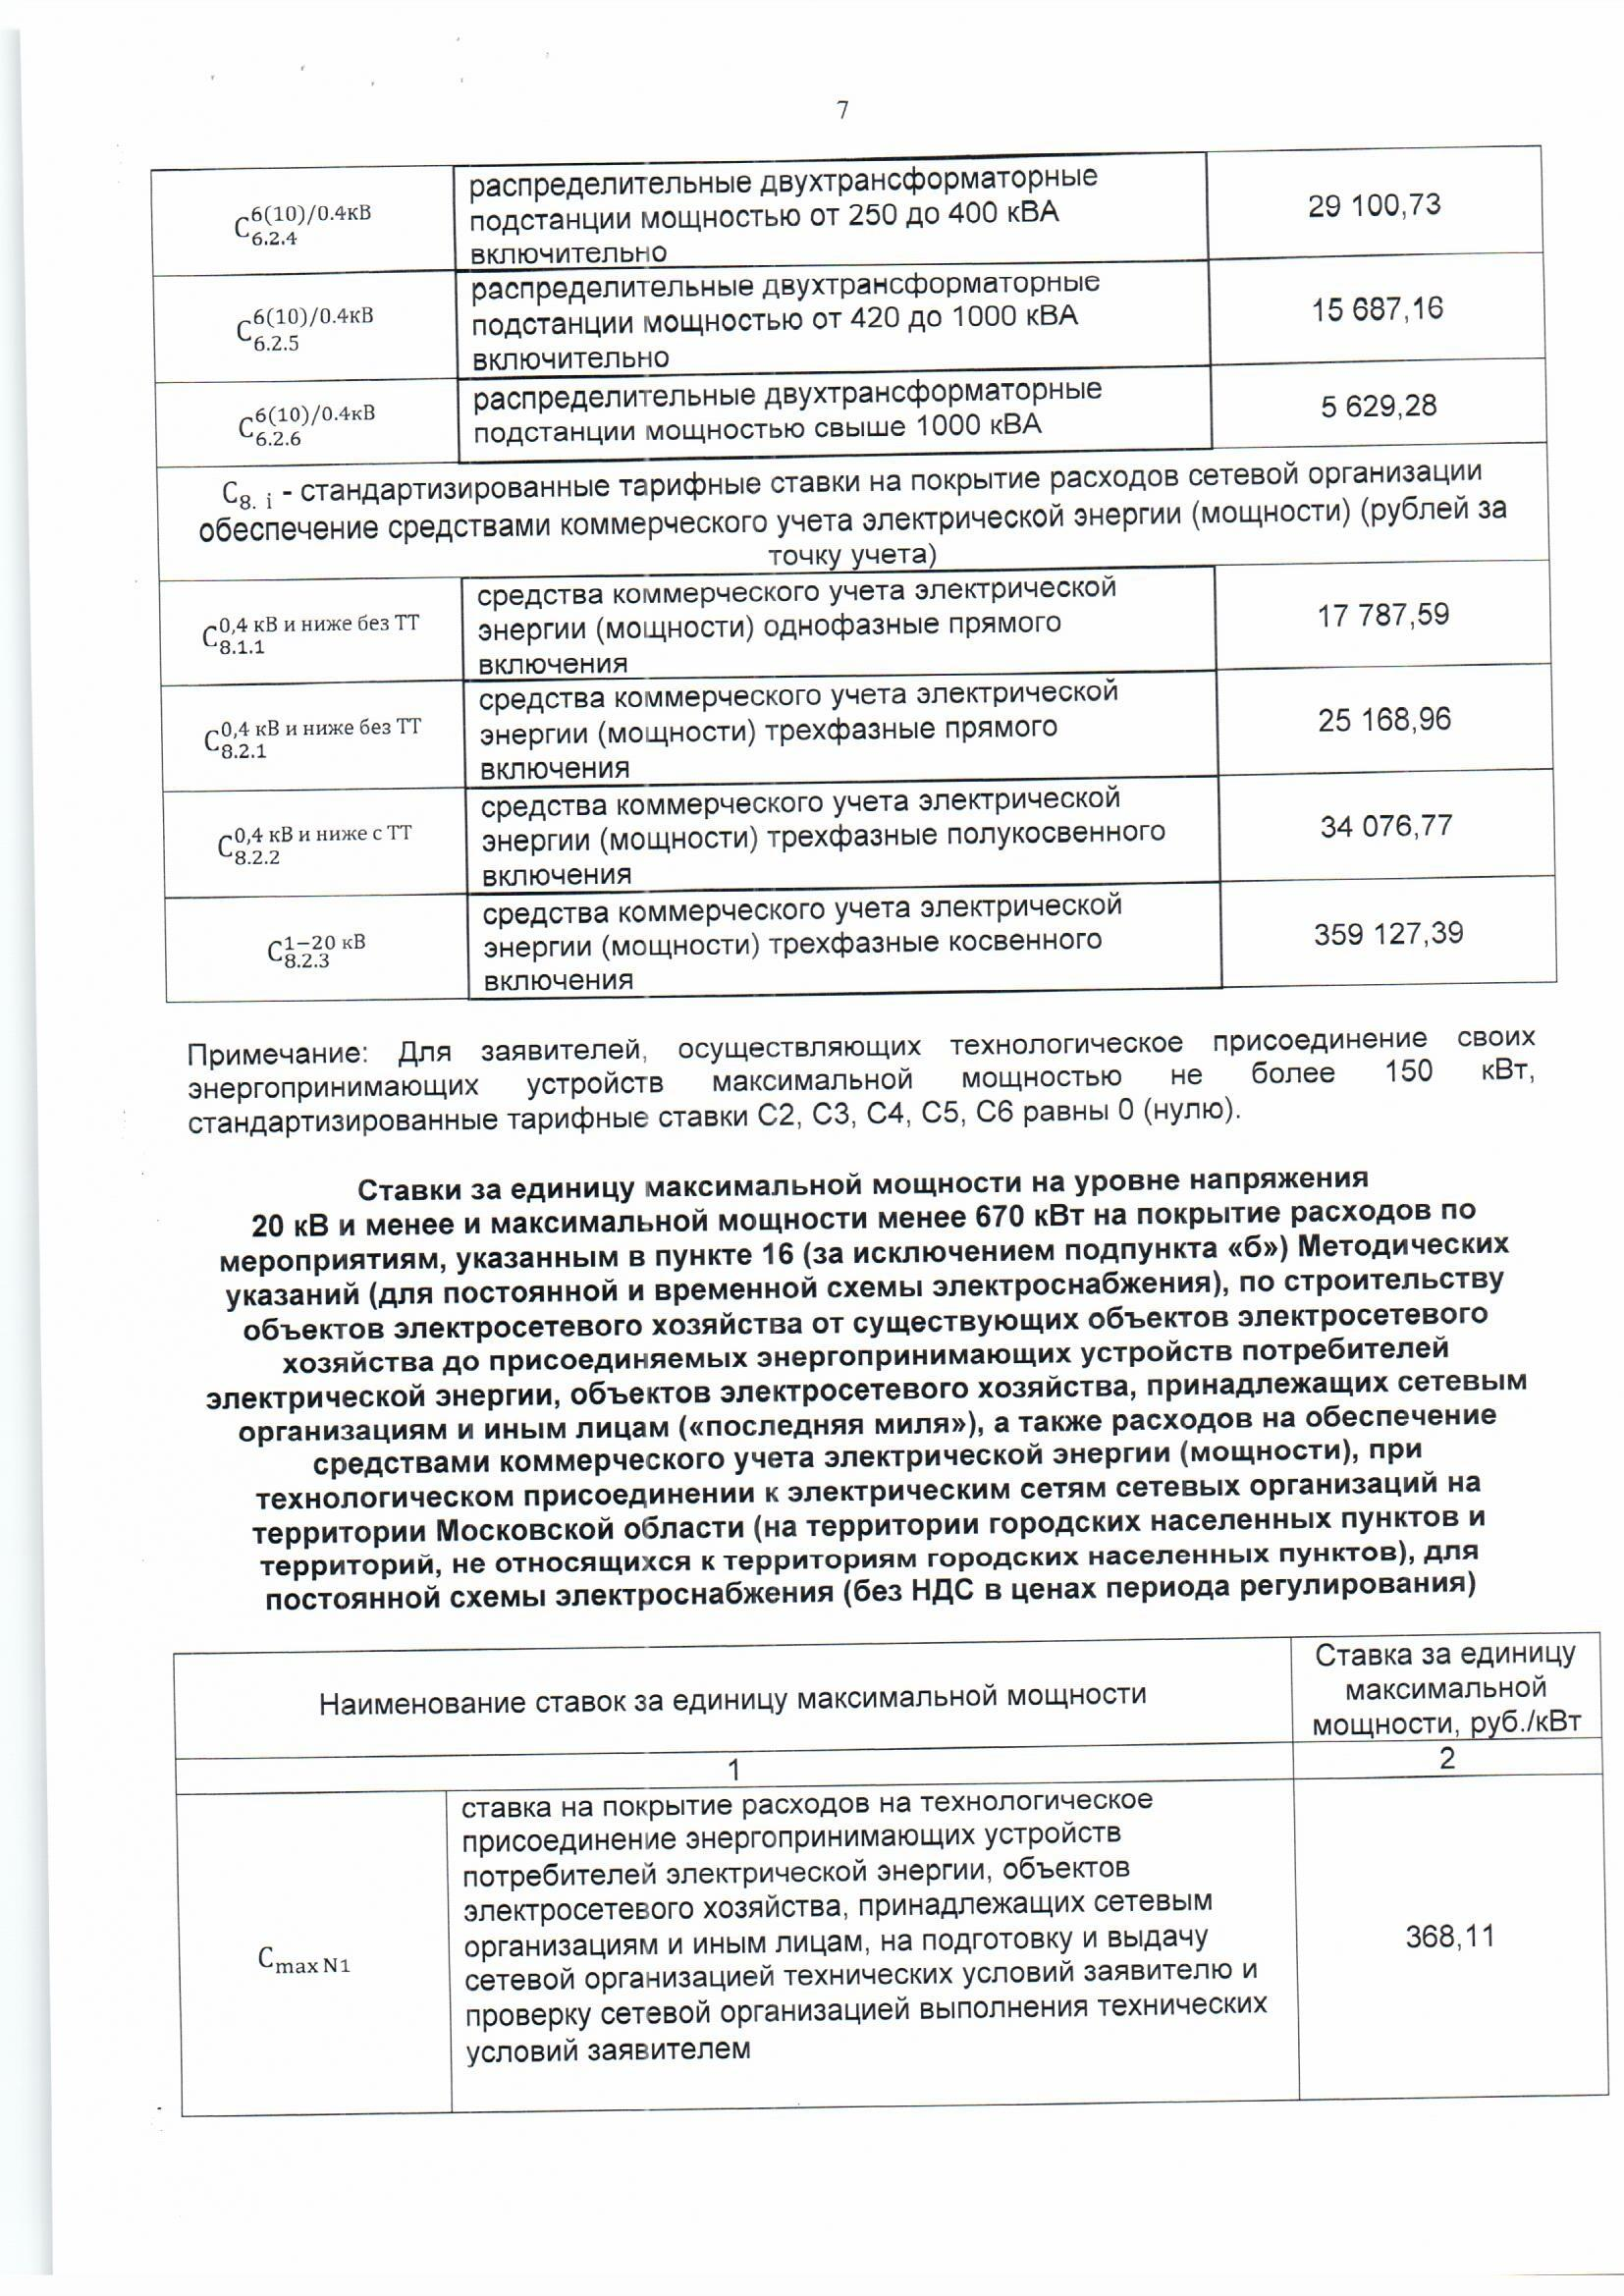 7
распределительные двухтрансформаторные
C 6(10)/0.4кВ 6.2.4
подстанции мощностью от 250 до 400 кВА
29 100,73
включительно
распределительные двухтрансформаторные
C 6(10)/0.4кВ 6.2.5
подстанции мощностью от 420 до 1000 кВА
15 687,16
включительно
C 6(10)/0.4кВ 6.2.6
распределительные двухтрансформаторные
подстанции мощностью свыше 1000 кВА
5 629,28
C8. i - стандартизированные тарифные ставки на покрытие расходов сетевой организации
обеспечение средствами коммерческого учета электрической энергии (мощности) (рублей за
точку учета)
средства коммерческого учета электрической
C 0,4 кВ и ниже без ТТ 8.1.1
энергии (мощности) однофазные прямого
17 787,59
включения
средства коммерческого учета электрической
C 0,4 кВ и ниже без ТТ 8.2.1
энергии (мощности) трехфазные прямого
25 168,96
включения
средства коммерческого учета электрической
C 0,4 кВ и ниже с ТТ 8.2.2
энергии (мощности) трехфазные полукосвенного
34 076,77
включения
средства коммерческого учета электрической
C 1−20 кВ 8.2.3
энергии (мощности) трехфазные косвенного
359 127,39
включения
Примечание: Для заявителей, осуществляющих технологическое присоединение своих
энергопринимающих устройств максимальной мощностью не более 150 кВт,
стандартизированные тарифные ставки С2, С3, С4, С5, С6 равны 0 (нулю).
Ставки за единицу максимальной мощности на уровне напряжения
20 кВ и менее и максимальной мощности менее 670 кВт на покрытие расходов по
мероприятиям, указанным в пункте 16 (за исключением подпункта «б») Методических
указаний (для постоянной и временной схемы электроснабжения), по строительству
объектов электросетевого хозяйства от существующих объектов электросетевого
хозяйства до присоединяемых энергопринимающих устройств потребителей
электрической энергии, объектов электросетевого хозяйства, принадлежащих сетевым
организациям и иным лицам («последняя миля»), а также расходов на обеспечение
средствами коммерческого учета электрической энергии (мощности), при
технологическом присоединении к электрическим сетям сетевых организаций на
территории Московской области (на территории городских населенных пунктов и
территорий, не относящихся к территориям городских населенных пунктов), для
постоянной схемы электроснабжения (без НДС в ценах периода регулирования)
Наименование ставок за единицу максимальной мощности
Ставка за единицу
максимальной
мощности, руб./кВт
1
2
C max N1
ставка на покрытие расходов на технологическое
присоединение энергопринимающих устройств
потребителей электрической энергии, объектов
электросетевого хозяйства, принадлежащих сетевым
организациям и иным лицам, на подготовку и выдачу
сетевой организацией технических условий заявителю и
проверку сетевой организацией выполнения технических
условий заявителем
368,11